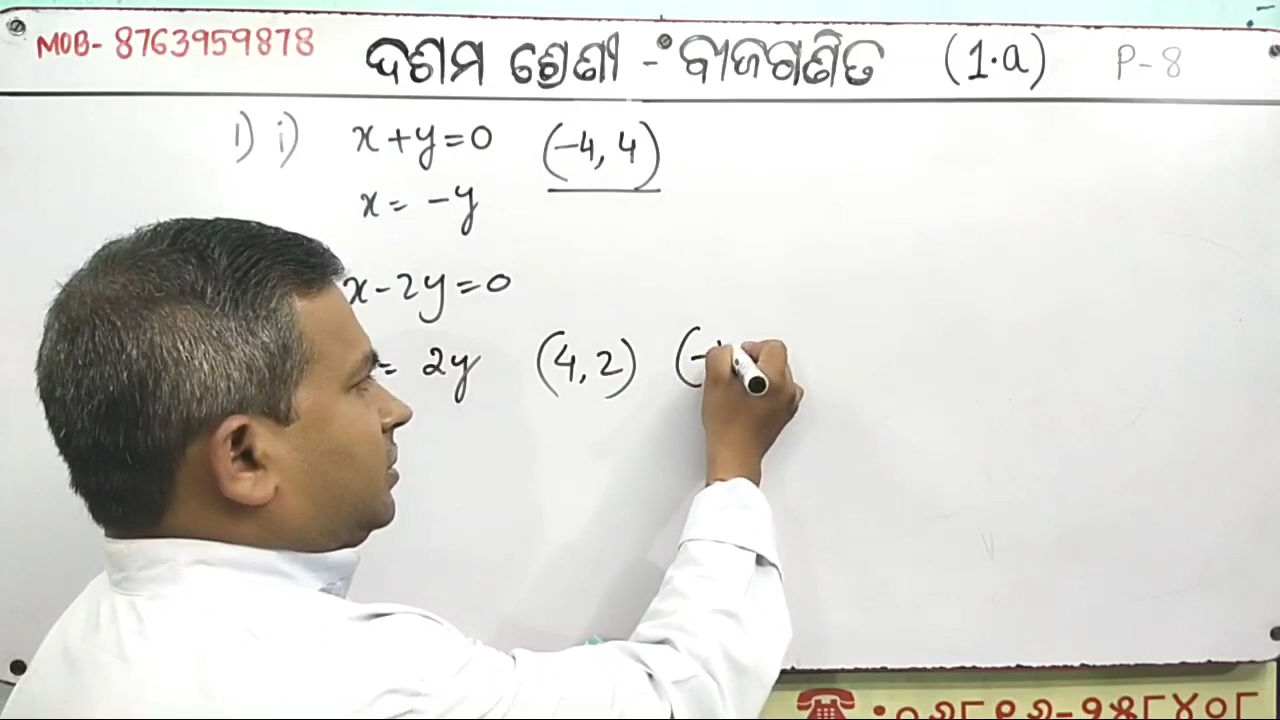 MOB- 8763959878 ଦଶମ ଶ୍ରେଣୀ - ବୀଜଗଣିତ (1.a) P-8
1) i) x+y=0 (-4, 4)
x= -y
x-2y=0
= 2y (4, 2) (-